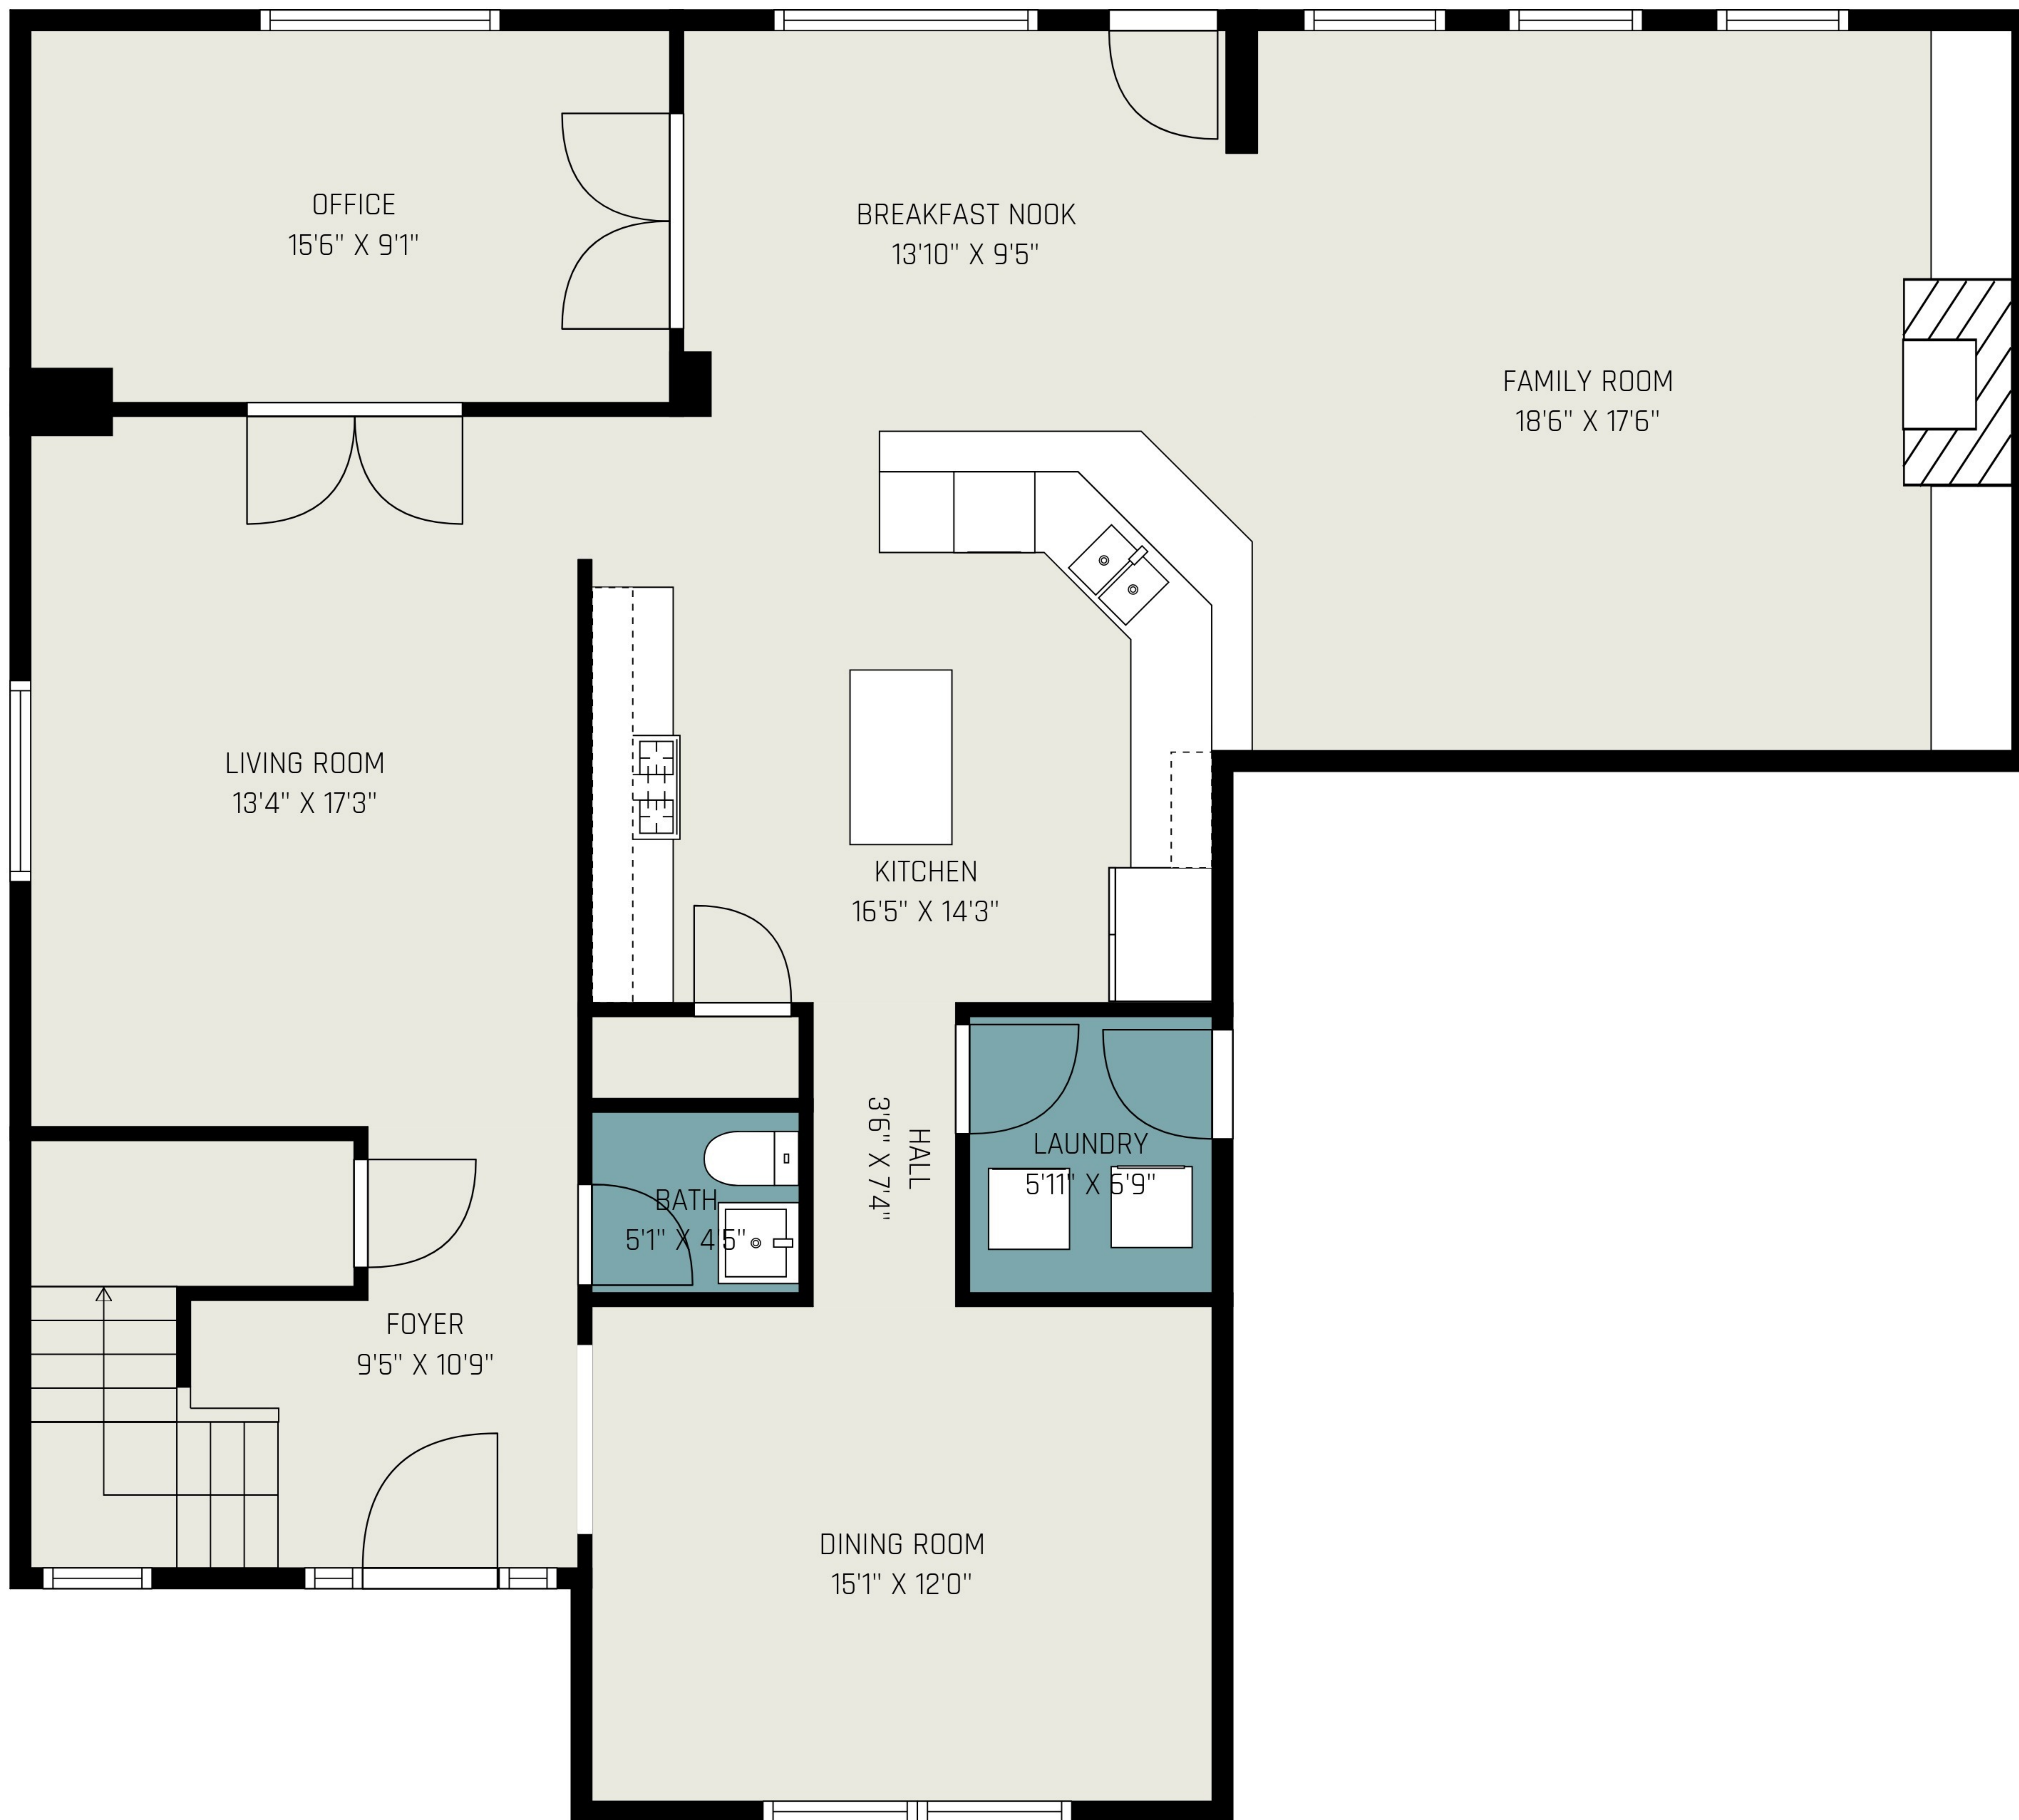 OFFICE
15'6" X 9'1"
BREAKFAST NOOK
13'10" X 9'5"
FAMILY ROOM
18'6" X 17'6"
LIVING ROOM
13'4" X 17'3"
KITCHEN
16'5" X 14'3"
HALL
3'6" X 7'4"
LAUNDRY
5'11" X 6'9"
BATH
5'1" X 4'5"
FOYER
9'5" X 10'9"
DINING ROOM
15'1" X 12'0"